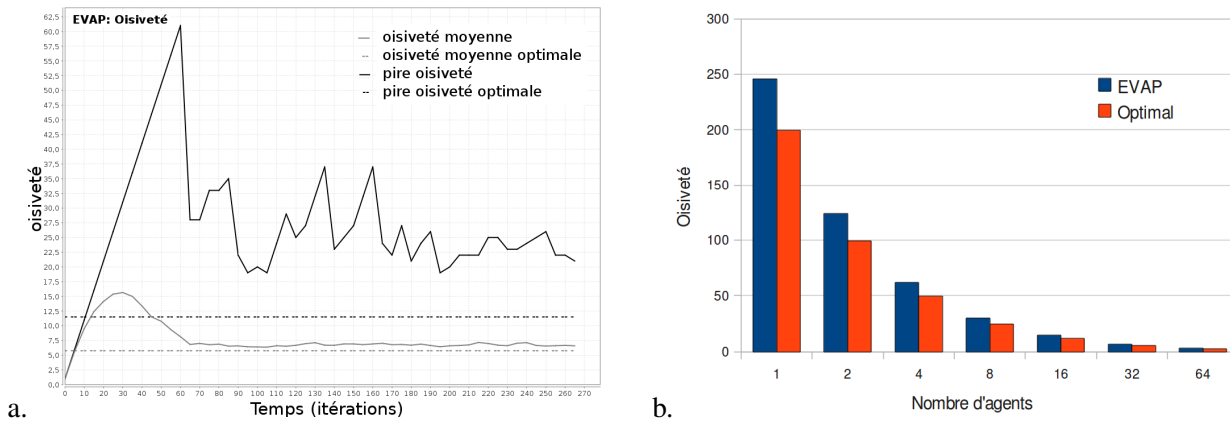 EVAP: Oisiveté
62,5
60,0
57,5
55,0
52,5
50,0
47,5
45,0
42,5
40,0
37,5
35,0
32,5
30,0
27,5
25,0
22,5
20,0
17,5
15,0
12,5
10,0
7,5
5,0
2,5
0,0
oisiveté
oisiveté moyenne
oisiveté moyenne optimale
pire oisiveté
pire oisiveté optimale
0 10 20 30 40 50 60 70 80 90 100 110 120 130 140 150 160 170 180 190 200 210 220 230 240 250 260 270
Temps (itérations)
a.
300
250
200
150
100
50
0
Oisiveté
EVAP
Optimal
1 2 4 8 16 32 64
Nombre d'agents
b.